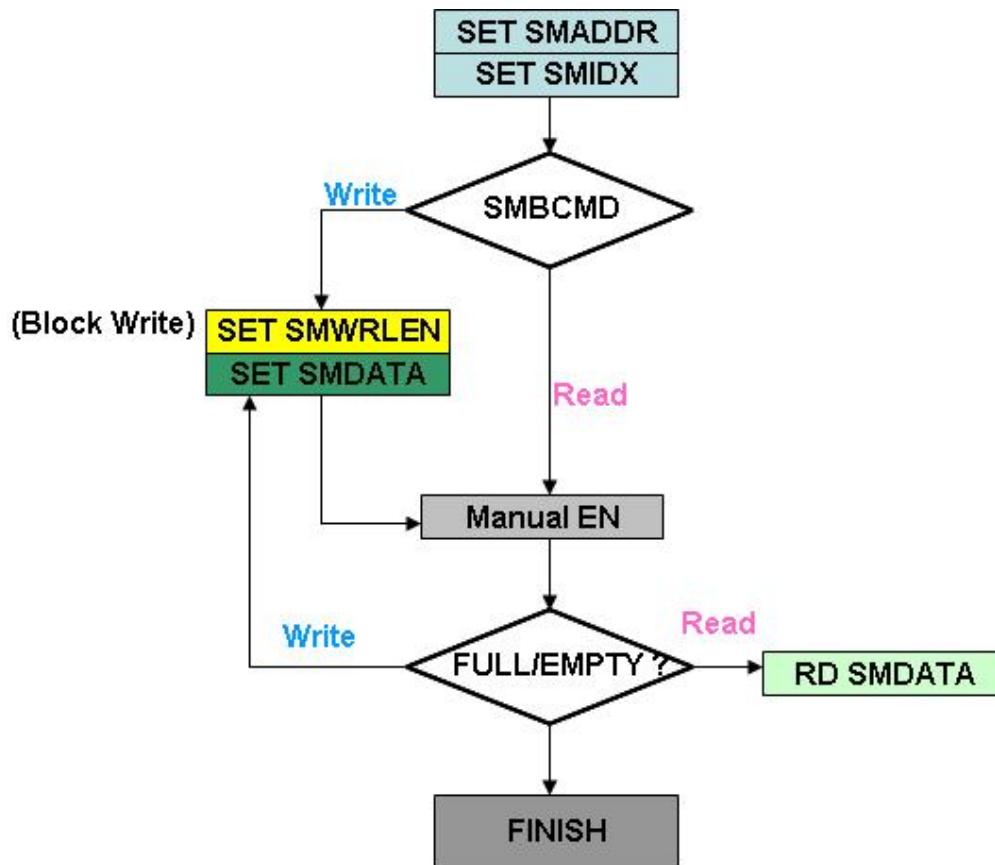 SET SMADDR
SET SMIDX
SMBCMD
Write
(Block Write)
SET SMWRLEN
SET SMDATA
Read
Manual EN
Write
FULL/EMPTY ?
Read
RD SMDATA
FINISH